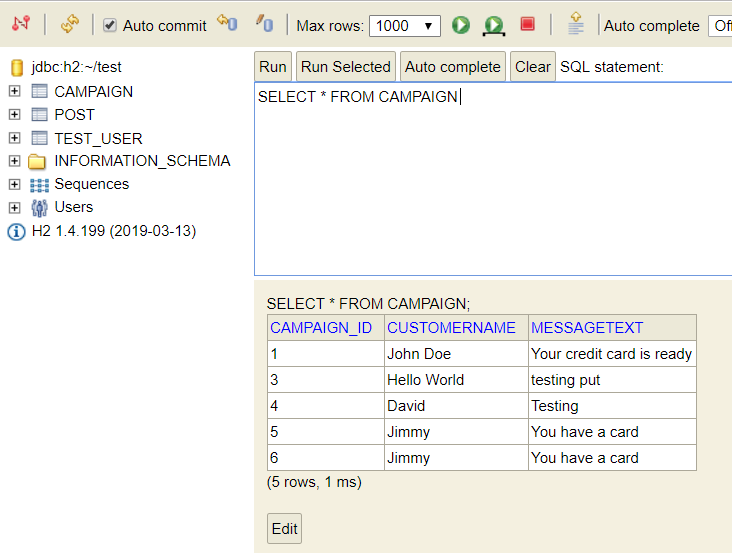 Auto commit Max rows: 1000 Auto complete Off
jdbc:h2:~/test
CAMPAIGN
POST
TEST_USER
INFORMATION_SCHEMA
Sequences
Users
H2 1.4.199 (2019-03-13)
Run Run Selected Auto complete Clear SQL statement:
SELECT * FROM CAMPAIGN
SELECT * FROM CAMPAIGN;
CAMPAIGN_ID CUSTOMERNAME MESSAGETEXT
1 John Doe Your credit card is ready
3 Hello World testing put
4 David Testing
5 Jimmy You have a card
6 Jimmy You have a card
(5 rows, 1 ms)
Edit